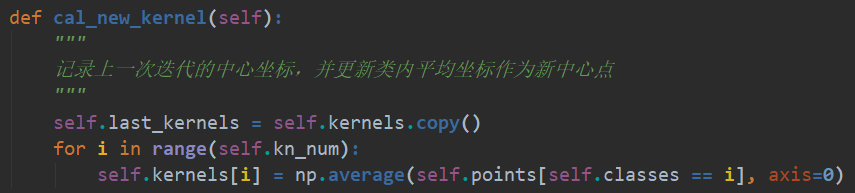 def cal_new_kernel(self):
    """
    记录上一次迭代的中心坐标，并更新类内平均坐标作为新中心点
    """
    self.last_kernels = self.kernels.copy()
    for i in range(self.kn_num):
        self.kernels[i] = np.average(self.points[self.classes == i], axis=0)